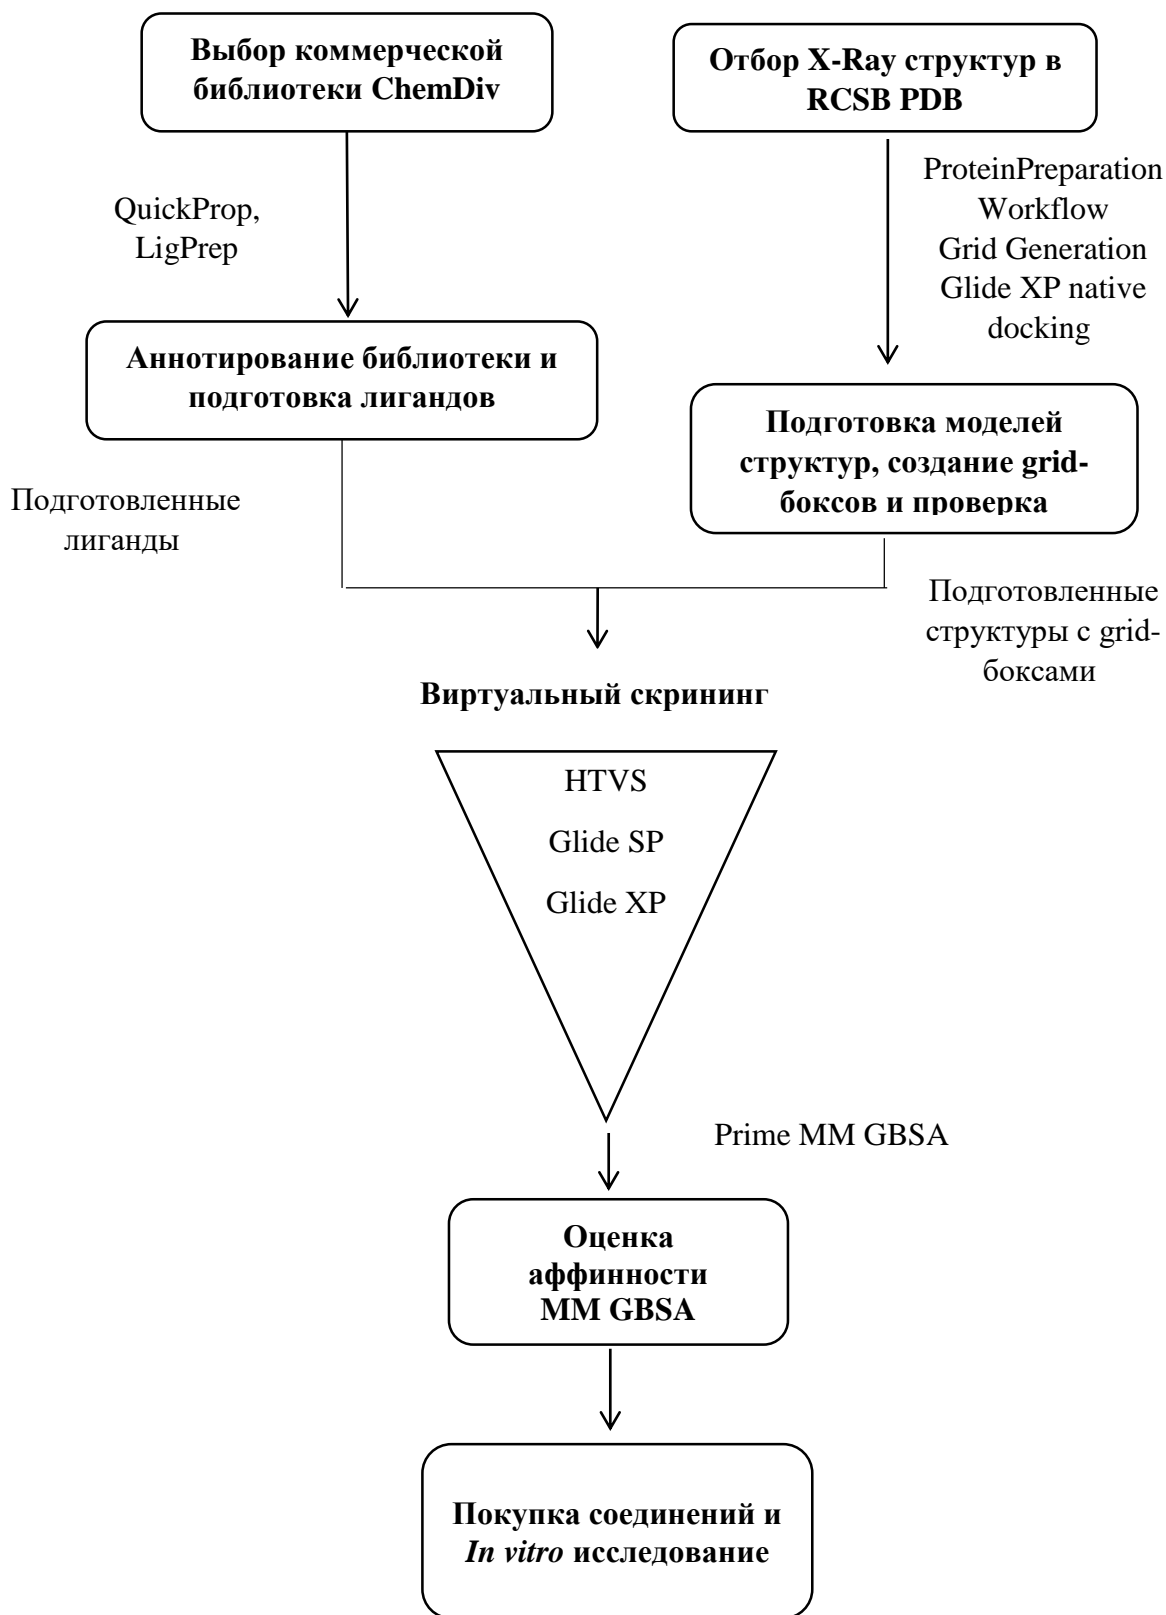 Выбор коммерческой
библиотеки ChemDiv
Отбор X-Ray структур в
RCSB PDB
QuickProp,
LigPrep
ProteinPreparation
Workflow
Grid Generation
Glide XP native
docking
Аннотирование библиотеки и
подготовка лигандов
Подготовка моделей
структур, создание grid-
боксов и проверка
Подготовленные
лиганды
Подготовленные
структуры с grid-
боксами
Виртуальный скрининг
HTVS
Glide SP
Glide XP
Prime MM GBSA
Оценка
аффинности
MM GBSA
Покупка соединений и
In vitro исследование